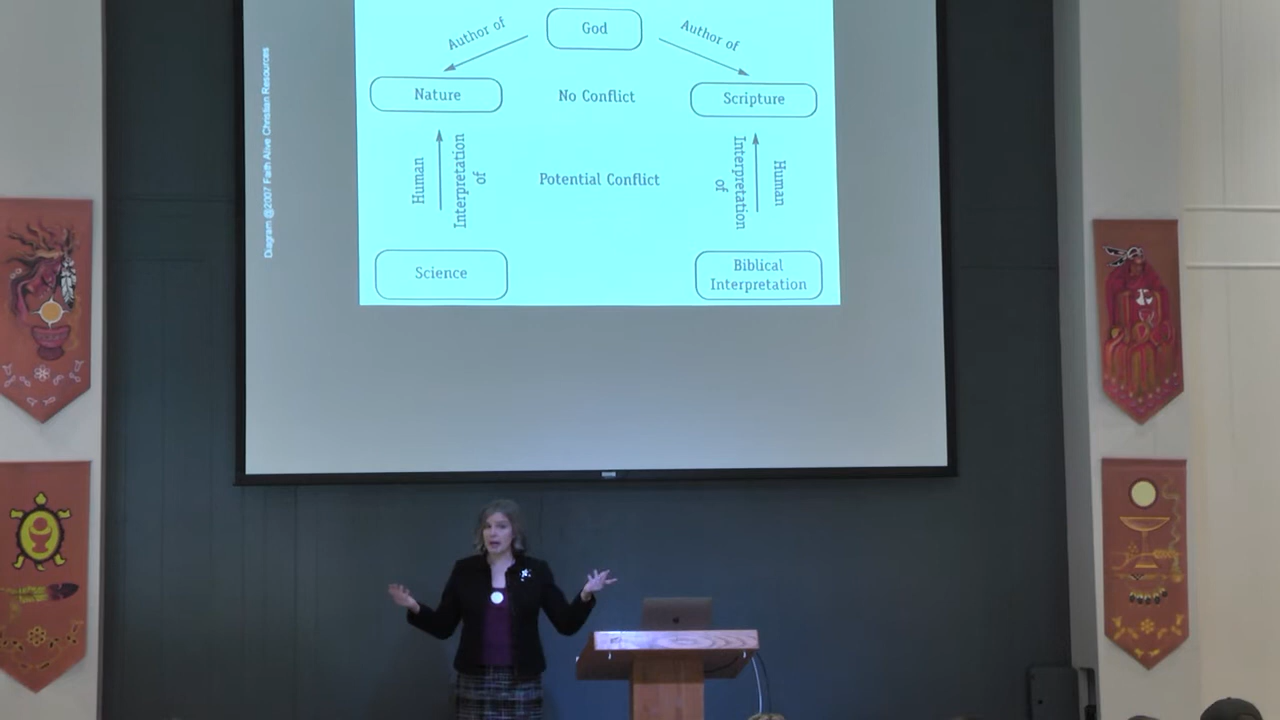 Diagram @2007 Faith Alive Christian Resources
God
Author of
Author of
Nature
No Conflict
Scripture
Human
Interpretation
of
Potential Conflict
Human
Interpretation
of
Science
Biblical
Interpretation